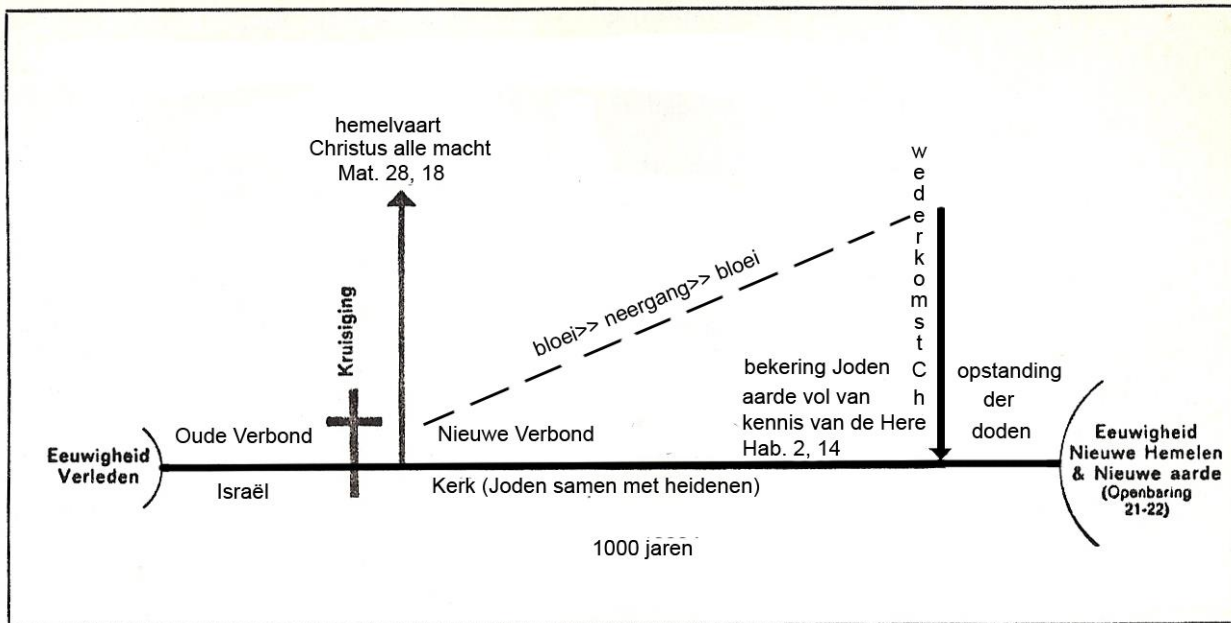 hemelvaart
Christus alle macht
Mat. 28, 18
Kruisiging
bloei>> neergang>> bloei
wederkomst Ch
Oude Verbond
Nieuwe Verbond
bekering Joden
aarde vol van
kennis van de Here
Hab. 2, 14
opstanding
der
doden
Eeuwigheid
Verleden
Israël
Kerk (Joden samen met heidenen)
1000 jaren
Eeuwigheid
Nieuwe Hemelen
& Nieuwe aarde
(Openbaring
21-22)